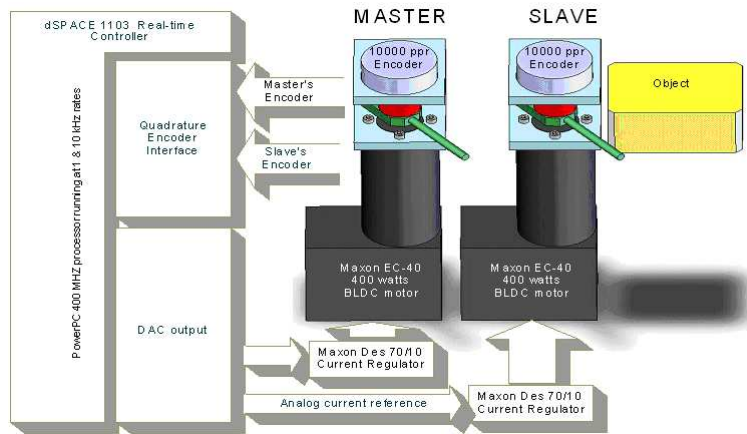 dSPACE 1103 Real-time
Controller
PowerPC 400 MHZ processor running at 1 & 10 kHz rates
Quadrature
Encoder
Interface
DAC output
Master's
Encoder
Slave's
Encoder
MASTER
SLAVE
10000 ppr
Encoder
10000 ppr
Encoder
Object
Maxon EC-40
400 watts
BLDC motor
Maxon EC-40
400 watts
BLDC motor
Maxon Des 70/10
Current Regulator
Analog current reference
Maxon Des 70/10
Current Regulator